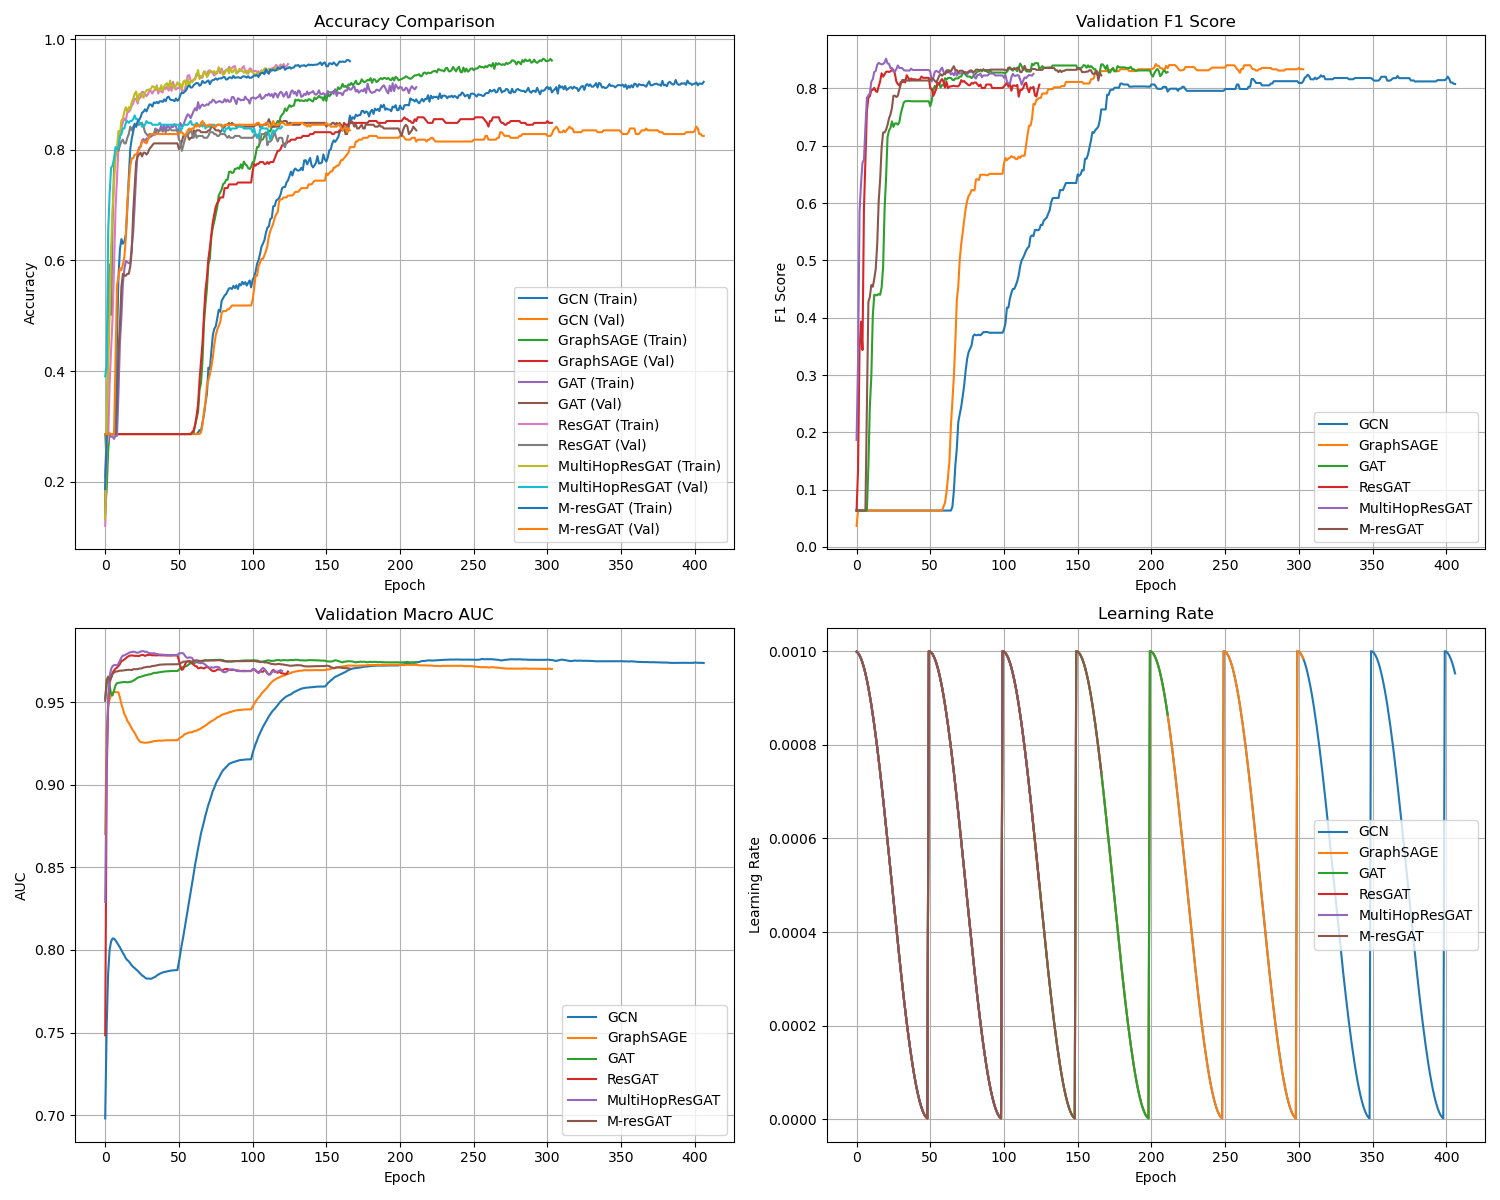 Accuracy Comparison
1.0
0.8
0.6
0.4
0.2
Accuracy
0
50
100
150
200
250
300
350
400
Epoch
GCN (Train)
GCN (Val)
GraphSAGE (Train)
GraphSAGE (Val)
GAT (Train)
GAT (Val)
ResGAT (Train)
ResGAT (Val)
MultiHopResGAT (Train)
MultiHopResGAT (Val)
M-resGAT (Train)
M-resGAT (Val)
Validation F1 Score
0.8
0.7
0.6
0.5
0.4
0.3
0.2
0.1
0.0
F1 Score
0
50
100
150
200
250
300
350
400
Epoch
GCN
GraphSAGE
GAT
ResGAT
MultiHopResGAT
M-resGAT
Validation Macro AUC
0.95
0.90
0.85
0.80
0.75
0.70
AUC
0
50
100
150
200
250
300
350
400
Epoch
GCN
GraphSAGE
GAT
ResGAT
MultiHopResGAT
M-resGAT
Learning Rate
0.0010
0.0008
0.0006
0.0004
0.0002
0.0000
Learning Rate
0
50
100
150
200
250
300
350
400
Epoch
GCN
GraphSAGE
GAT
ResGAT
MultiHopResGAT
M-resGAT